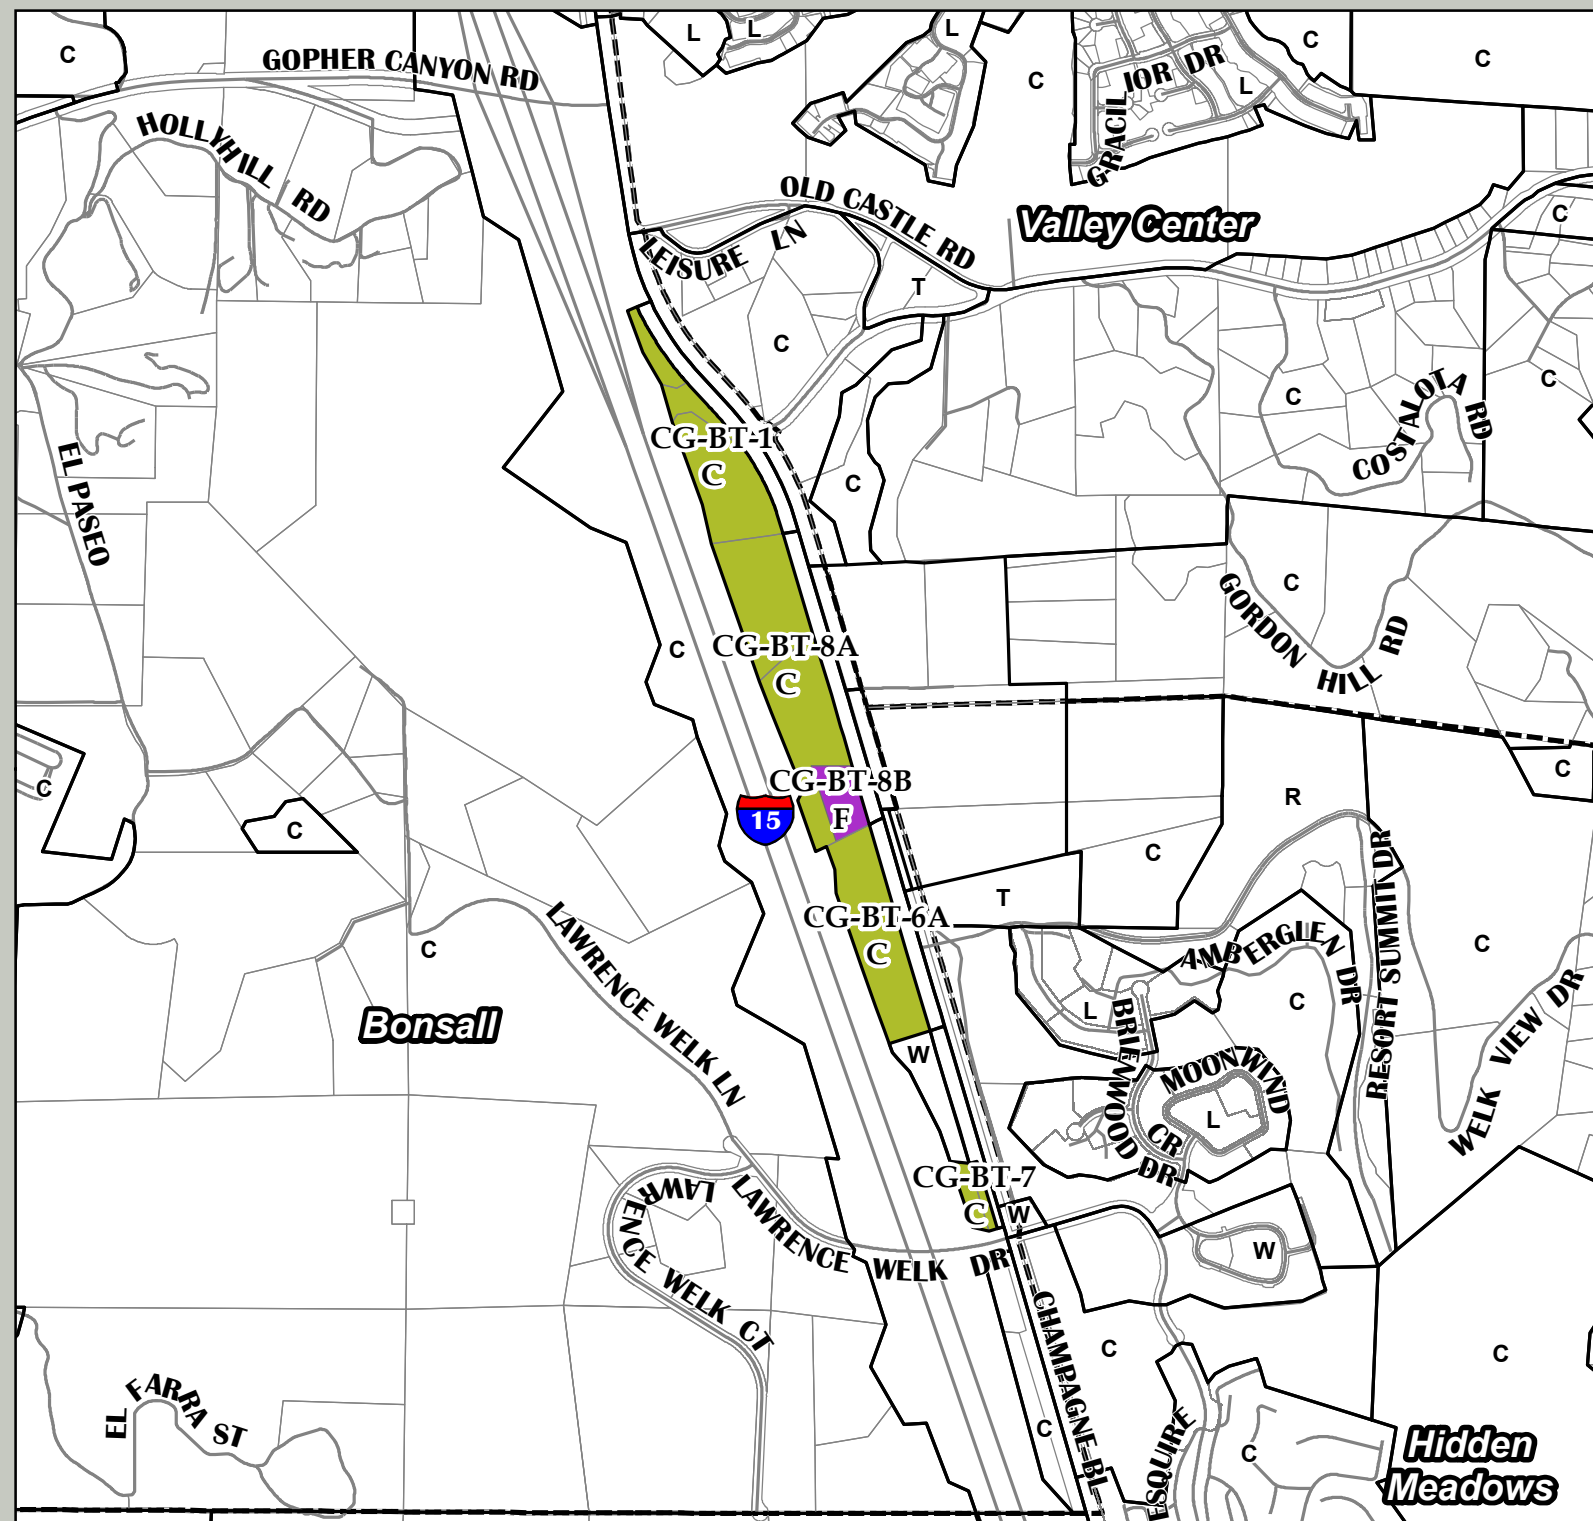 C
L
L
L
C
C
C
GOPHER CANYON RD
GRACILIOR DR
L
HOLLYHILL RD
OLD CASTLE RD
LEISURE LN
Valley Center
C
T
C
C
C
COSTALOTA RD
CG-BT-1
C
C
EL PASEO
C
GORDON HILL RD
C
CG-BT-8A
C
C
C
R
CG-BT-8B
F
15
C
C
T
RESORT SUMMIT DR
CG-BT-6A
C
LAWRENCE WELK LN
C
AMBERGLEN DR
C
C
L
BRIEMWOOD DR
WELK VIEW DR
Bonsall
W
MOONWIND CR
L
CG-BT-7
C
W
LAWRENCE WELK CT
LAWRENCE WELK DR
W
CHAMPAGNE BL
C
C
EL FARRA ST
C
ESQUIRE
C
Hidden
Meadows